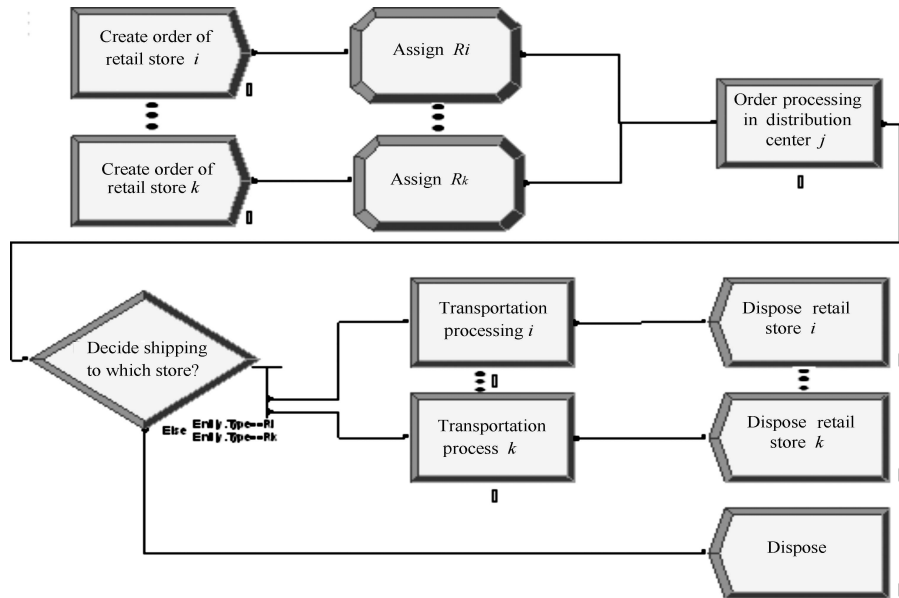 Create order of
retail store i
Assign Ri
Order processing
in distribution
center j
Create order of
retail store k
Assign Rk
Decide shipping
to which store?
Else
Entity.Type==Ri
Entity.Type==Rk
Transportation
processing i
Dispose retail
store i
Transportation
process k
Dispose retail
store k
Dispose